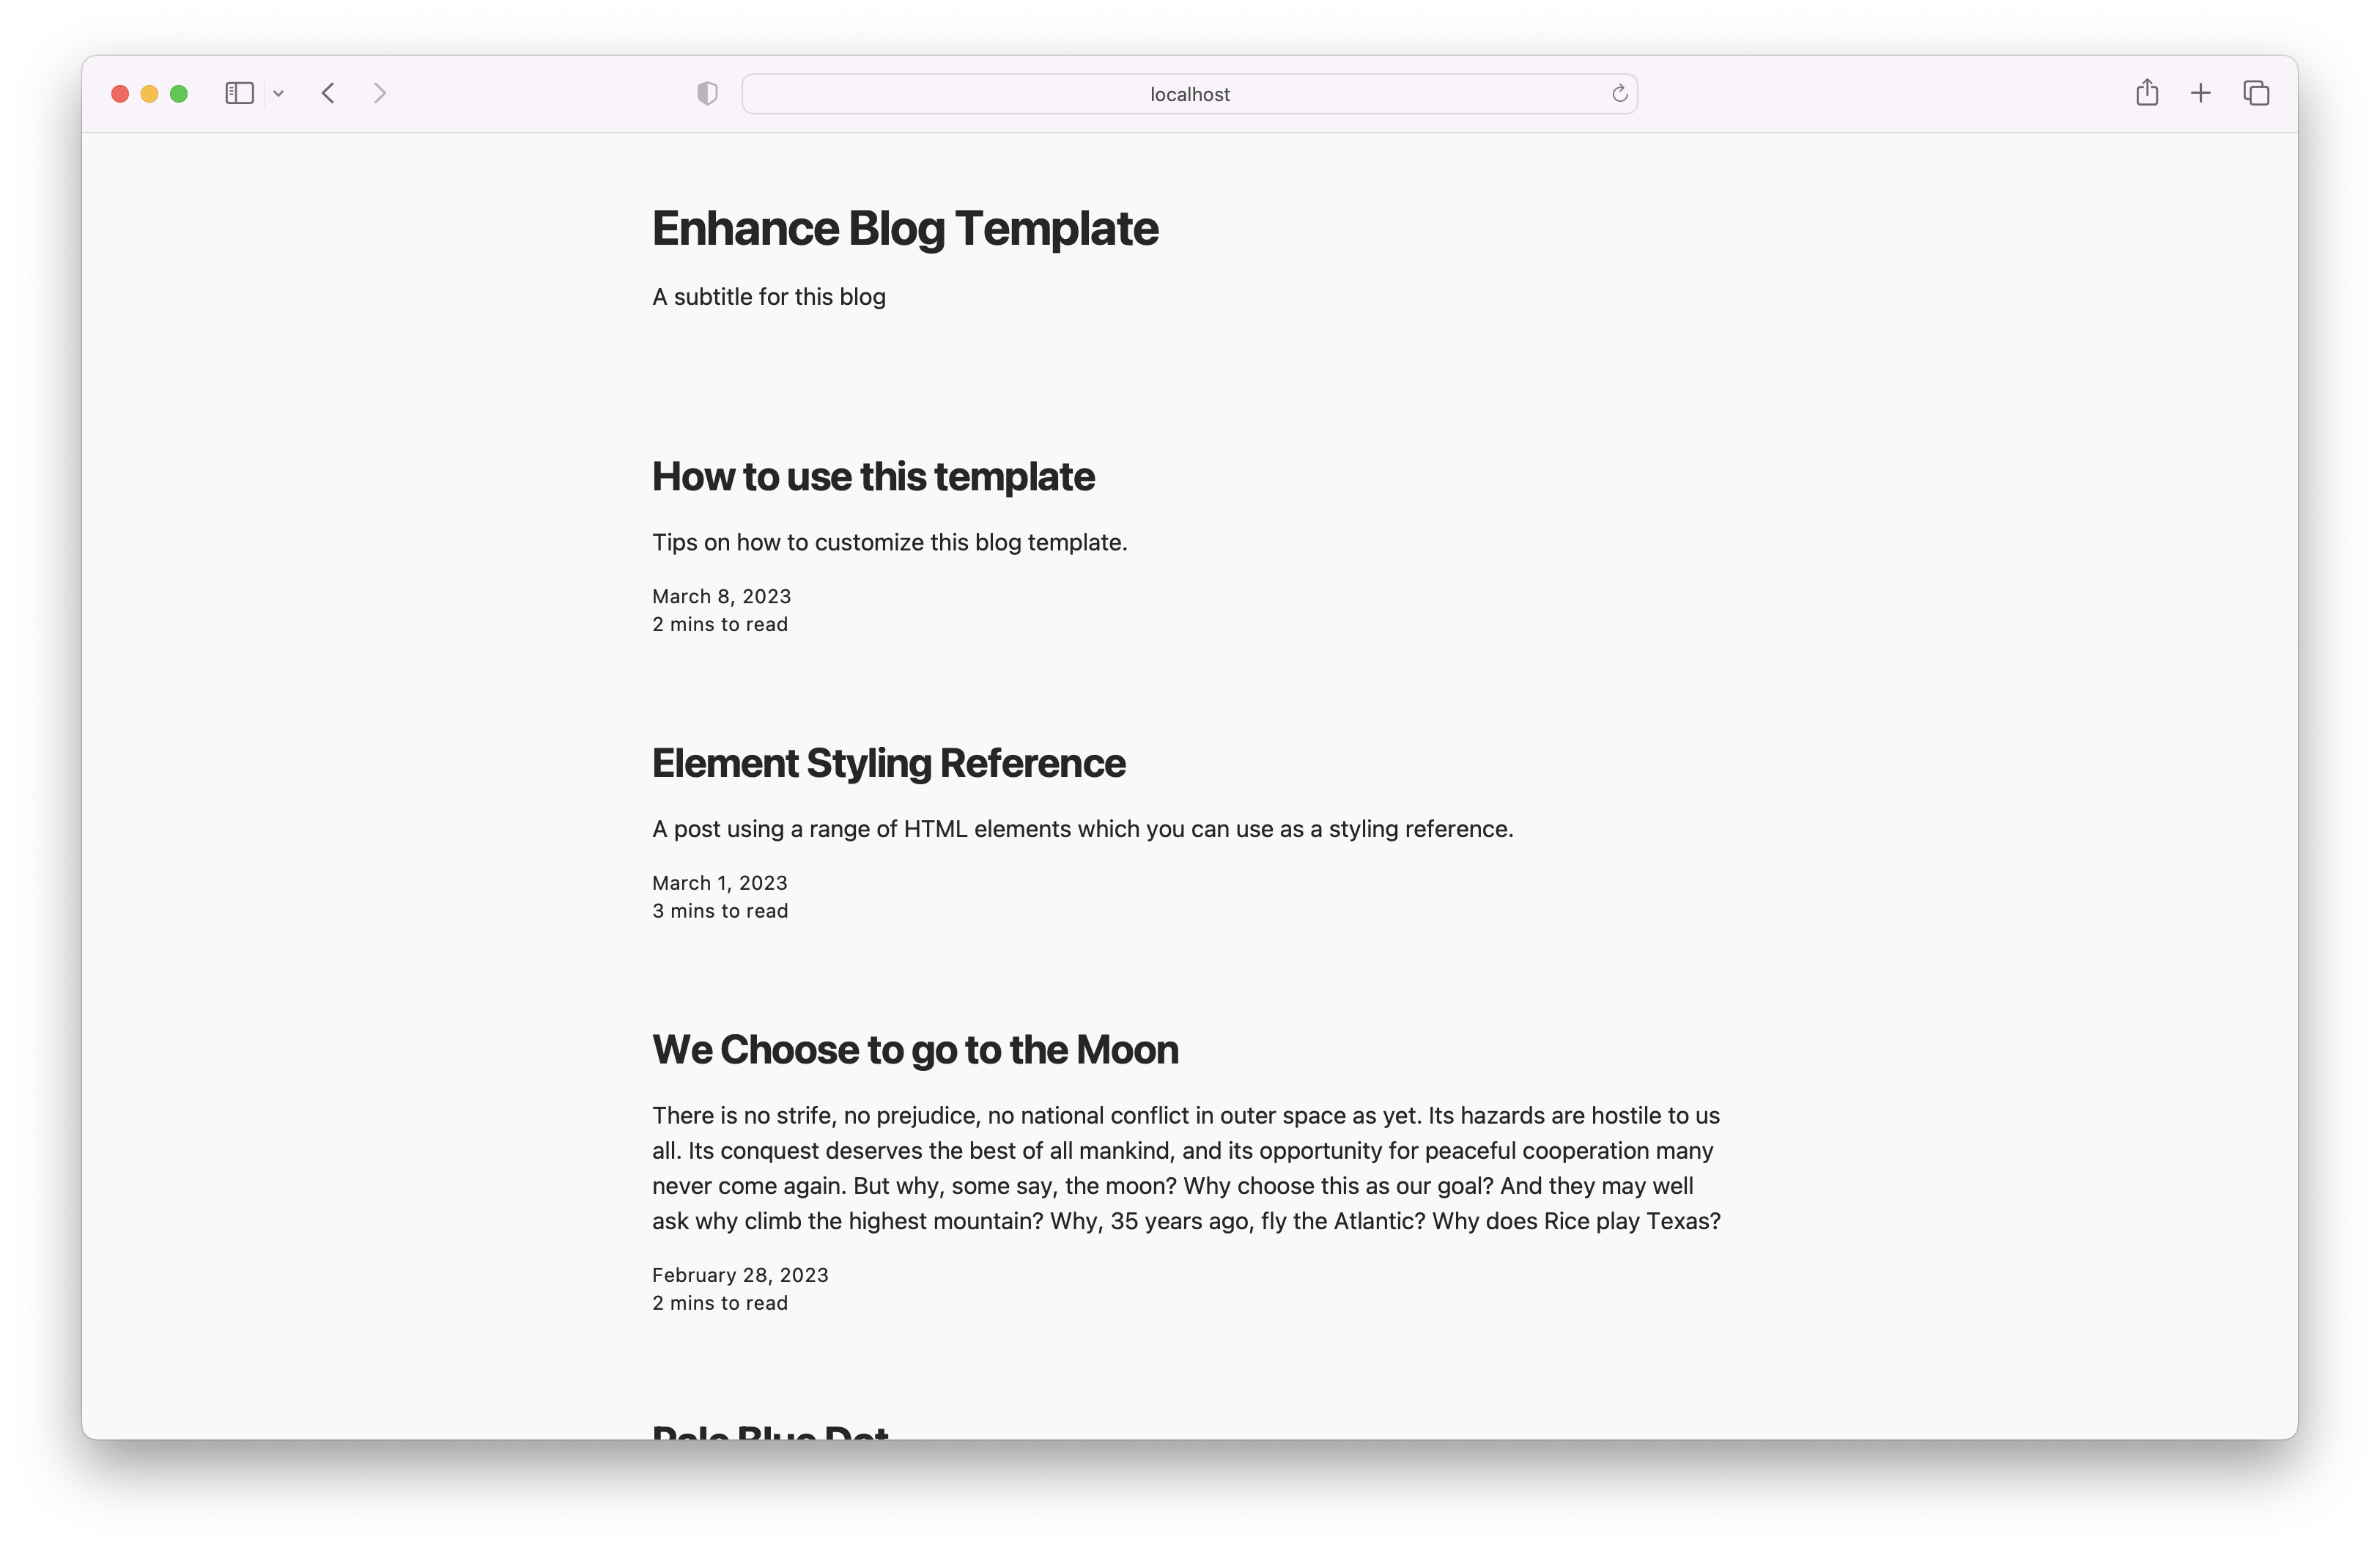 localhost
Enhance Blog Template
A subtitle for this blog
How to use this template
Tips on how to customize this blog template.
March 8, 2023
2 mins to read
Element Styling Reference
A post using a range of HTML elements which you can use as a styling reference.
March 1, 2023
3 mins to read
We Choose to go to the Moon
There is no strife, no prejudice, no national conflict in outer space as yet. Its hazards are hostile to us
all. Its conquest deserves the best of all mankind, and its opportunity for peaceful cooperation many
never come again. But why, some say, the moon? Why choose this as our goal? And they may well
ask why climb the highest mountain? Why, 35 years ago, fly the Atlantic? Why does Rice play Texas?
February 28, 2023
2 mins to read
Pale Blue Dot